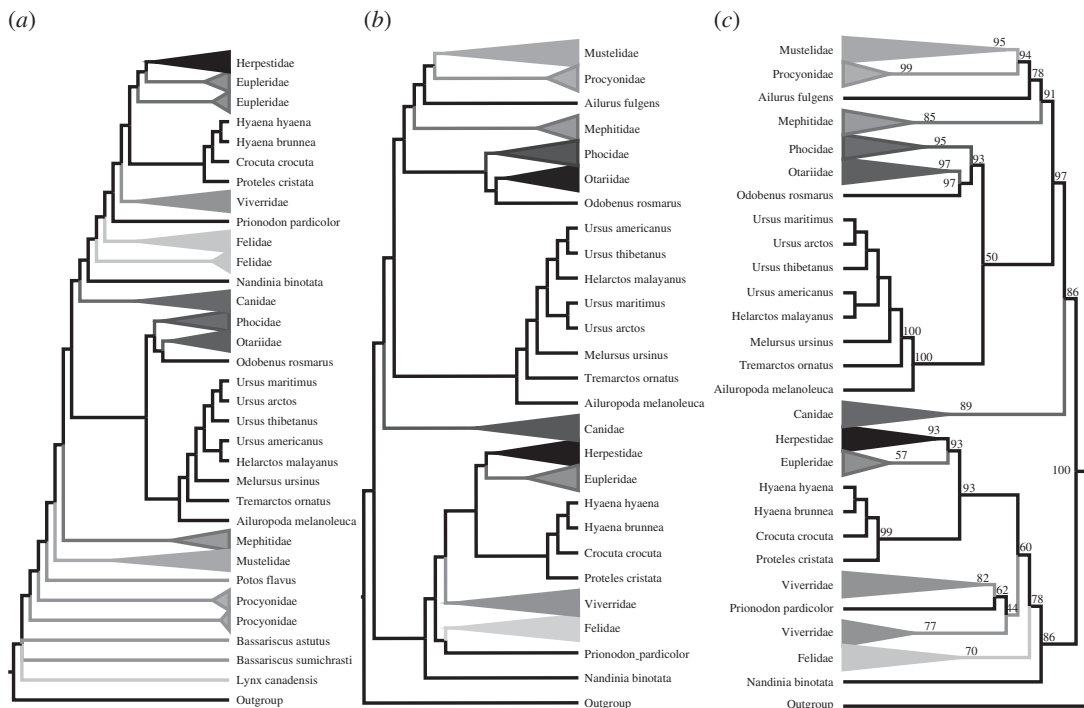 (a)
Herpestidae
Eupleridae
Eupleridae
Hyaena hyaena
Hyaena brunnea
Crocuta crocuta
Proteles cristata
Viverridae
Prionodon pardicolor
Felidae
Felidae
Nandinia binotata
Canidae
Phocidae
Otariidae
Odobenus rosmarus
Ursus maritimus
Ursus arctos
Ursus thibetanus
Ursus americanus
Helarctos malayanus
Melursus ursinus
Tremarctos ornatus
Ailuropoda melanoleuca
Mephitidae
Mustelidae
Potos flavus
Procyonidae
Procyonidae
Bassariscus astutus
Bassariscus sumichrasti
Lynx canadensis
Outgroup
(b)
Mustelidae
Procyonidae
Ailurus fulgens
Mephitidae
Phocidae
Otariidae
Odobenus rosmarus
Ursus americanus
Ursus thibetanus
Helarctos malayanus
Ursus maritimus
Ursus arctos
Melursus ursinus
Tremarctos ornatus
Ailuropoda melanoleuca
Canidae
Herpestidae
Eupleridae
Hyaena hyaena
Hyaena brunnea
Crocuta crocuta
Proteles cristata
Viverridae
Felidae
Prionodon_pardicolor
Nandinia binotata
Outgroup
(c)
Mustelidae 95
94
Procyonidae 99
78
Ailurus fulgens
91
Mephitidae 85
Phocidae 95
93
Otariidae 97
97
97
Odobenus rosmarus
Ursus maritimus
Ursus arctos
50
Ursus thibetanus
Ursus americanus
86
Helarctos malayanus
100
Melursus ursinus
100
Tremarctos ornatus
Ailuropoda melanoleuca
Canidae 89
Herpestidae 93
93
Eupleridae 57
100
Hyaena hyaena
93
Hyaena brunnea
Crocuta crocuta
99
Proteles cristata
60
Viverridae 82
62
Prionodon pardicolor
44
78
Viverridae 77
86
Felidae 70
Nandinia binotata
Outgroup